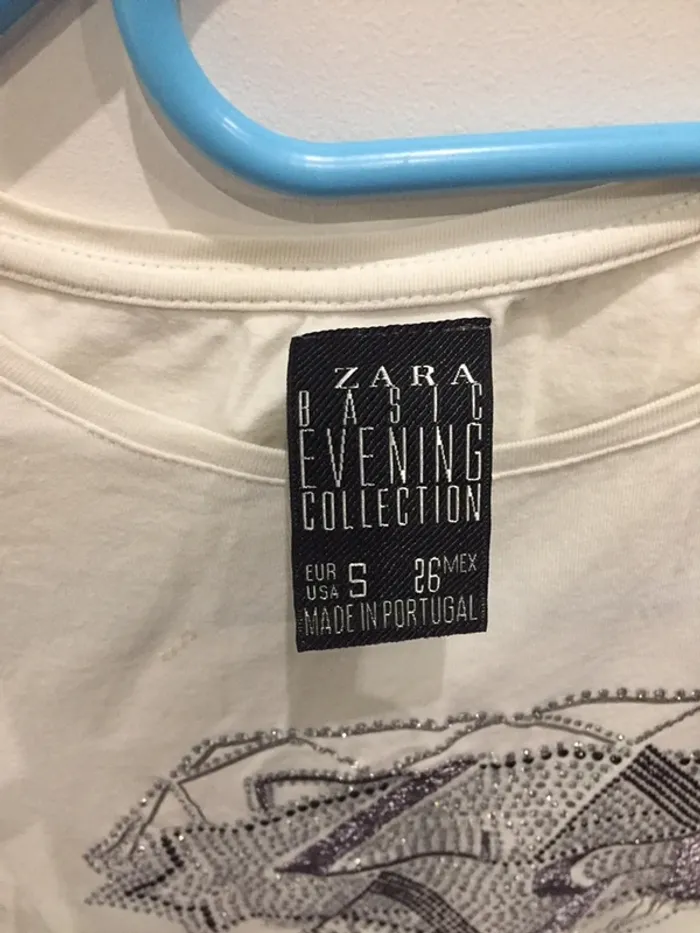 ZARA
BASIC
EVENING
COLLECTION
EUR USA S 26 MEX
MADE IN PORTUGAL